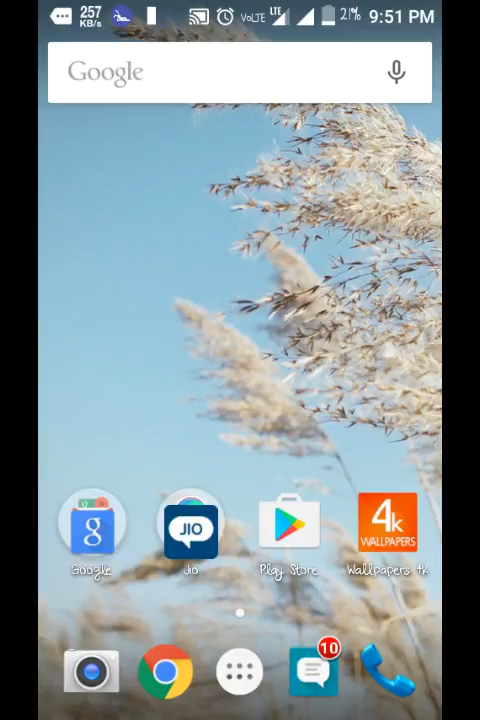 257 KB/s VoLTE LTE 21% 9:51 PM
Google
g
JIO
4k
WALLPAPERS
Google
Jio
Play Store
Wallpapers 4k
10